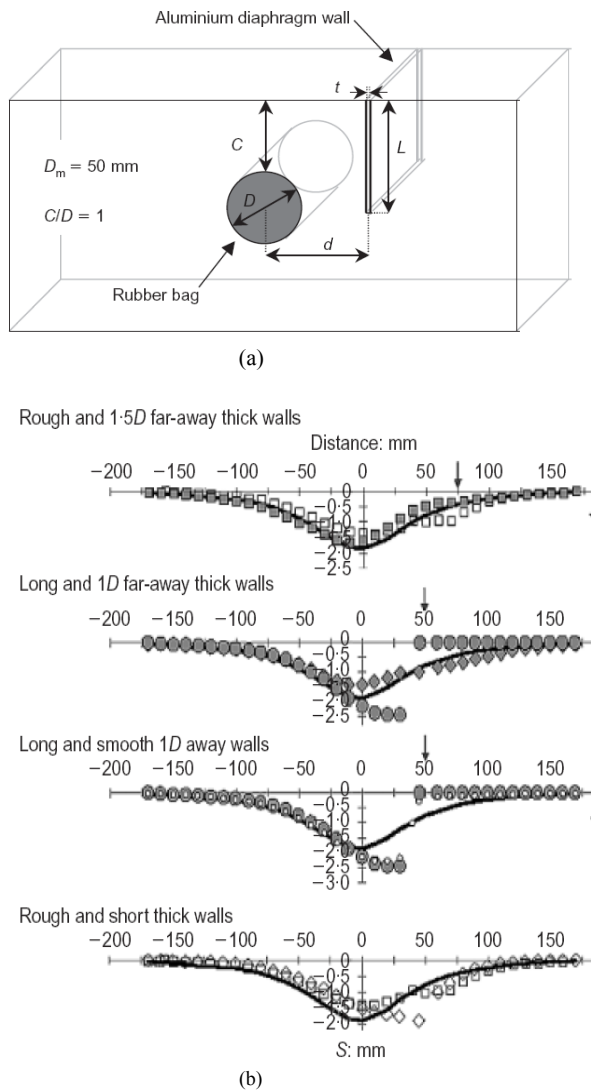 Aluminium diaphragm wall
t
C
L
D_m = 50 mm
D
C/D = 1
d
Rubber bag
(a)
Rough and 1·5D far-away thick walls
Distance: mm
−200 −150 −100 −50 0 50 100 150
0
−0·5
−1·0
−1·5
−2·0
−2·5
Long and 1D far-away thick walls
−200 −150 −100 −50 0 50 100 150
0
−0·5
−1·0
−1·5
−2·0
−2·5
Long and smooth 1D away walls
−200 −150 −100 −50 0 50 100 150
0
−0·5
−1·0
−1·5
−2·0
−2·5
−3·0
Rough and short thick walls
−200 −150 −100 −50 0 50 100 150
0
−0·5
−1·0
−1·5
−2·0
−2·5
S: mm
(b)